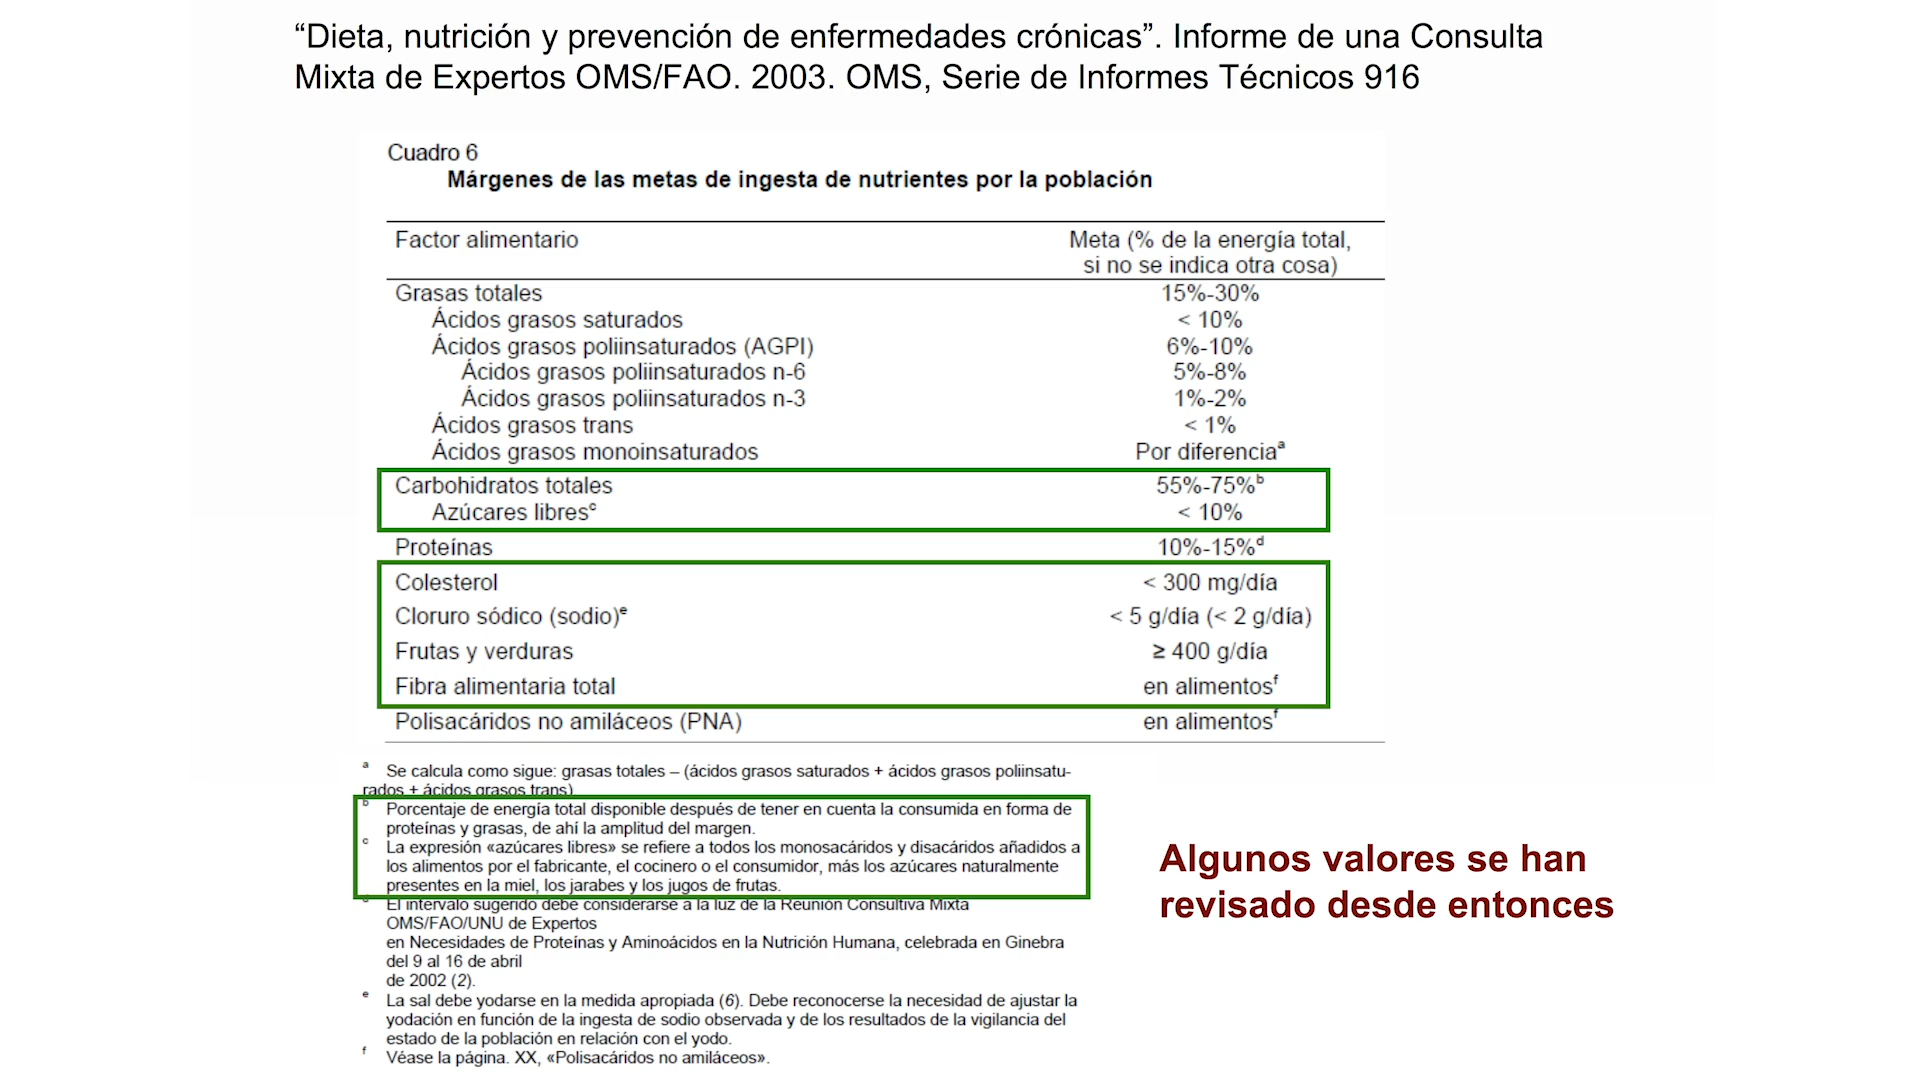 “Dieta, nutrición y prevención de enfermedades crónicas”. Informe de una Consulta
Mixta de Expertos OMS/FAO. 2003. OMS, Serie de Informes Técnicos 916
Cuadro 6
Márgenes de las metas de ingesta de nutrientes por la población
Factor alimentario Meta (% de la energía total,
si no se indica otra cosa)
Grasas totales 15%-30%
Ácidos grasos saturados < 10%
Ácidos grasos poliinsaturados (AGPI) 6%-10%
Ácidos grasos poliinsaturados n-6 5%-8%
Ácidos grasos poliinsaturados n-3 1%-2%
Ácidos grasos trans < 1%
Ácidos grasos monoinsaturados Por diferenciaᵃ
Carbohidratos totales 55%-75%ᵇ
Azúcares libresᶜ < 10%
Proteínas 10%-15%ᵈ
Colesterol < 300 mg/día
Cloruro sódico (sodio)ᵉ < 5 g/día (< 2 g/día)
Frutas y verduras ≥ 400 g/día
Fibra alimentaria total en alimentosᶠ
Polisacáridos no amiláceos (PNA) en alimentosᶠ
ᵃ Se calcula como sigue: grasas totales – (ácidos grasos saturados + ácidos grasos poliinsatu-
rados + ácidos grasos trans)
ᵇ Porcentaje de energía total disponible después de tener en cuenta la consumida en forma de
proteínas y grasas, de ahí la amplitud del margen.
ᶜ La expresión «azúcares libres» se refiere a todos los monosacáridos y disacáridos añadidos a
los alimentos por el fabricante, el cocinero o el consumidor, más los azúcares naturalmente
presentes en la miel, los jarabes y los jugos de frutas.
ᵈ El intervalo sugerido debe considerarse a la luz de la Reunión Consultiva Mixta
OMS/FAO/UNU de Expertos
en Necesidades de Proteínas y Aminoácidos en la Nutrición Humana, celebrada en Ginebra
del 9 al 16 de abril
de 2002 (2).
ᵉ La sal debe yodarse en la medida apropiada (6). Debe reconocerse la necesidad de ajustar la
yodación en función de la ingesta de sodio observada y de los resultados de la vigilancia del
estado de la población en relación con el yodo.
ᶠ Véase la página. XX, «Polisacáridos no amiláceos».
Algunos valores se han
revisado desde entonces